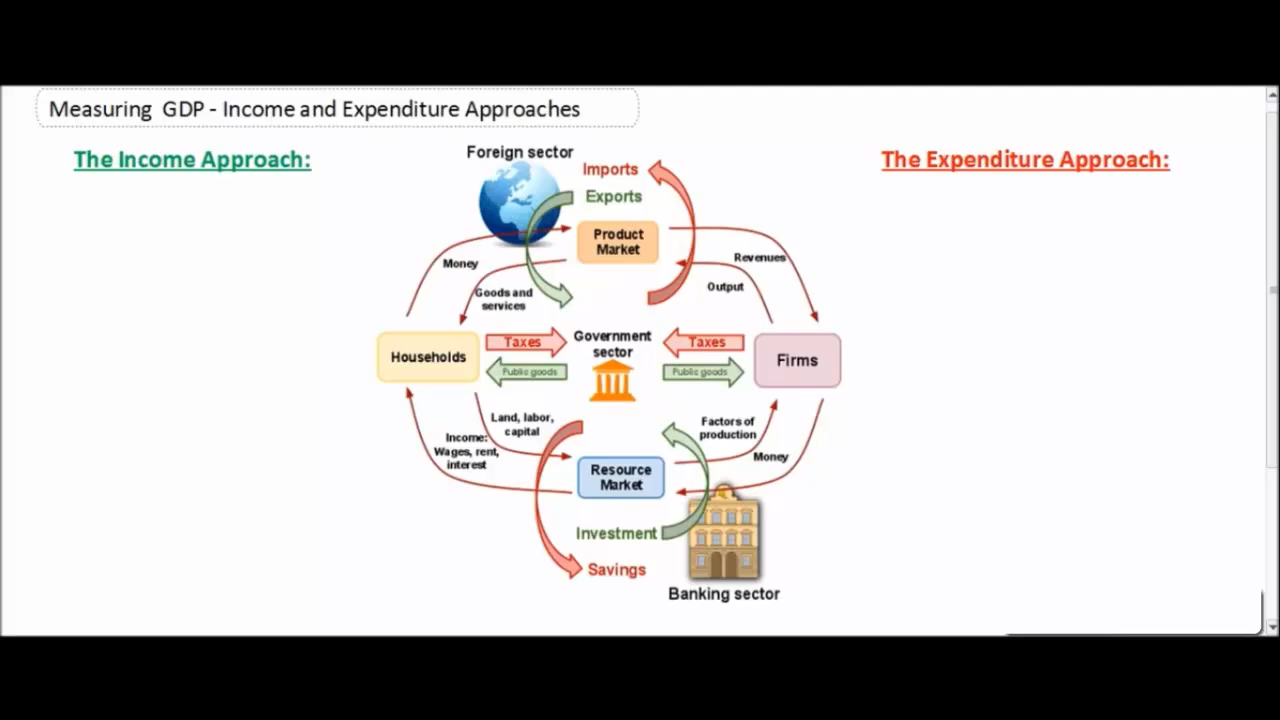 Measuring GDP - Income and Expenditure Approaches
The Income Approach:
The Expenditure Approach:
Foreign sector
Imports
Exports
Product
Market
Money
Revenues
Goods and
services
Output
Households
Taxes
Public goods
Government
sector
Taxes
Public goods
Firms
Land, labor,
capital
Income:
Wages, rent,
interest
Factors of
production
Money
Resource
Market
Investment
Savings
Banking sector